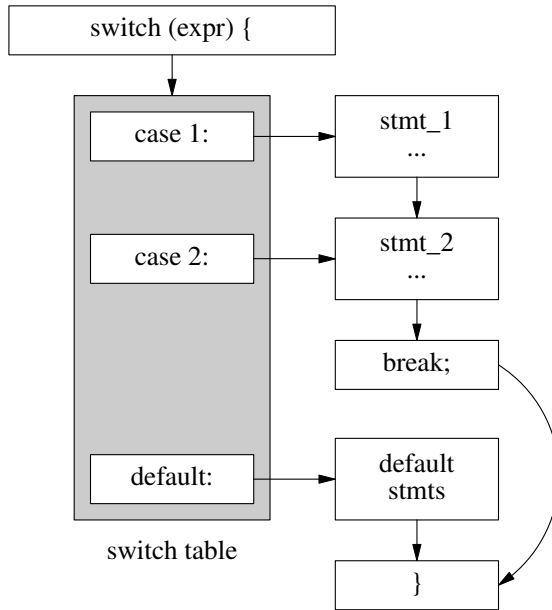 switch (expr) {
case 1:
stmt_1
...
case 2:
stmt_2
...
break;
default:
default
stmts
switch table
}